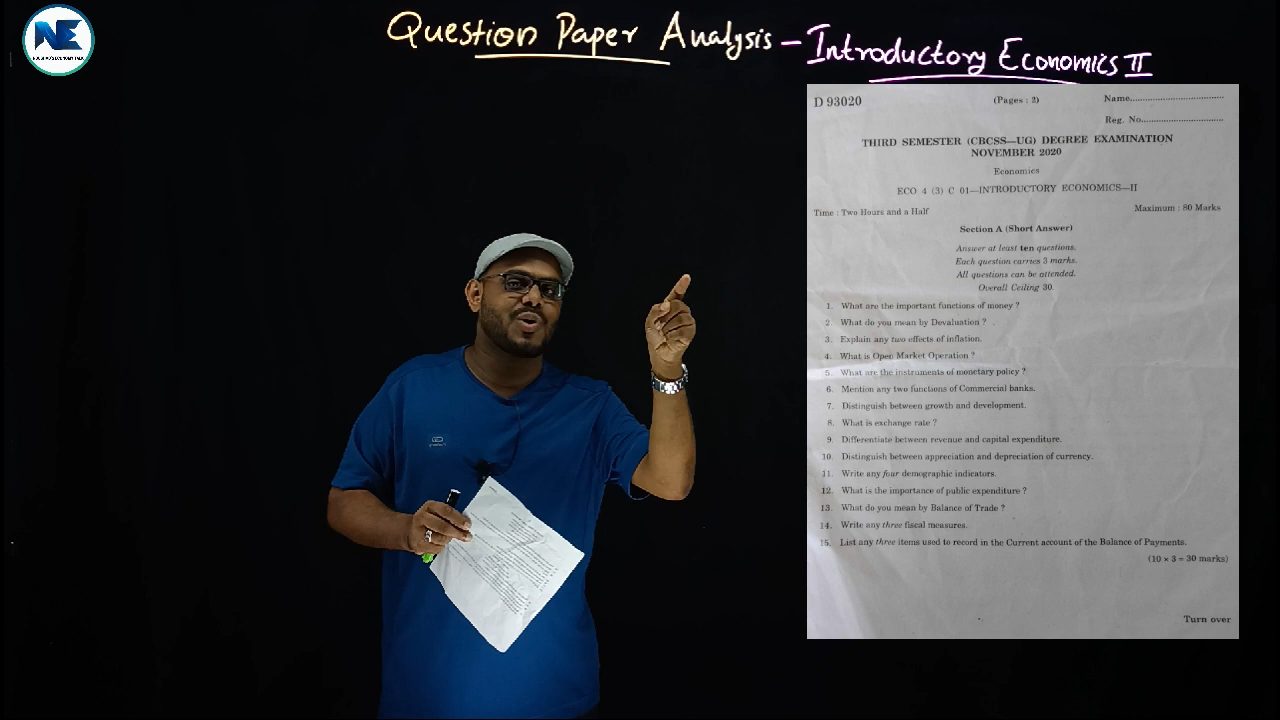 NE
Question Paper Analysis - Introductory Economics II
D 93020
(Pages : 2)
Name..........................
Reg. No..........................
THIRD SEMESTER (CBCSS—UG) DEGREE EXAMINATION
NOVEMBER 2020
Economics
ECO 4 (3) C 01—INTRODUCTORY ECONOMICS—II
Time : Two Hours and a Half
Maximum : 80 Marks
Section A (Short Answer)
Answer at least ten questions.
Each question carries 3 marks.
All questions can be attended.
Overall Ceiling 30.
1. What are the important functions of money ?
2. What do you mean by Devaluation ?
3. Explain any two effects of inflation.
4. What is Open Market Operation ?
5. What are the instruments of monetary policy ?
6. Mention any two functions of Commercial banks.
7. Distinguish between growth and development.
8. What is exchange rate ?
9. Differentiate between revenue and capital expenditure.
10. Distinguish between appreciation and depreciation of currency.
11. Write any four demographic indicators.
12. What is the importance of public expenditure ?
13. What do you mean by Balance of Trade ?
14. Write any three fiscal measures.
15. List any three items used to record in the Current account of the Balance of Payments.
(10 × 3 = 30 marks)
Turn over